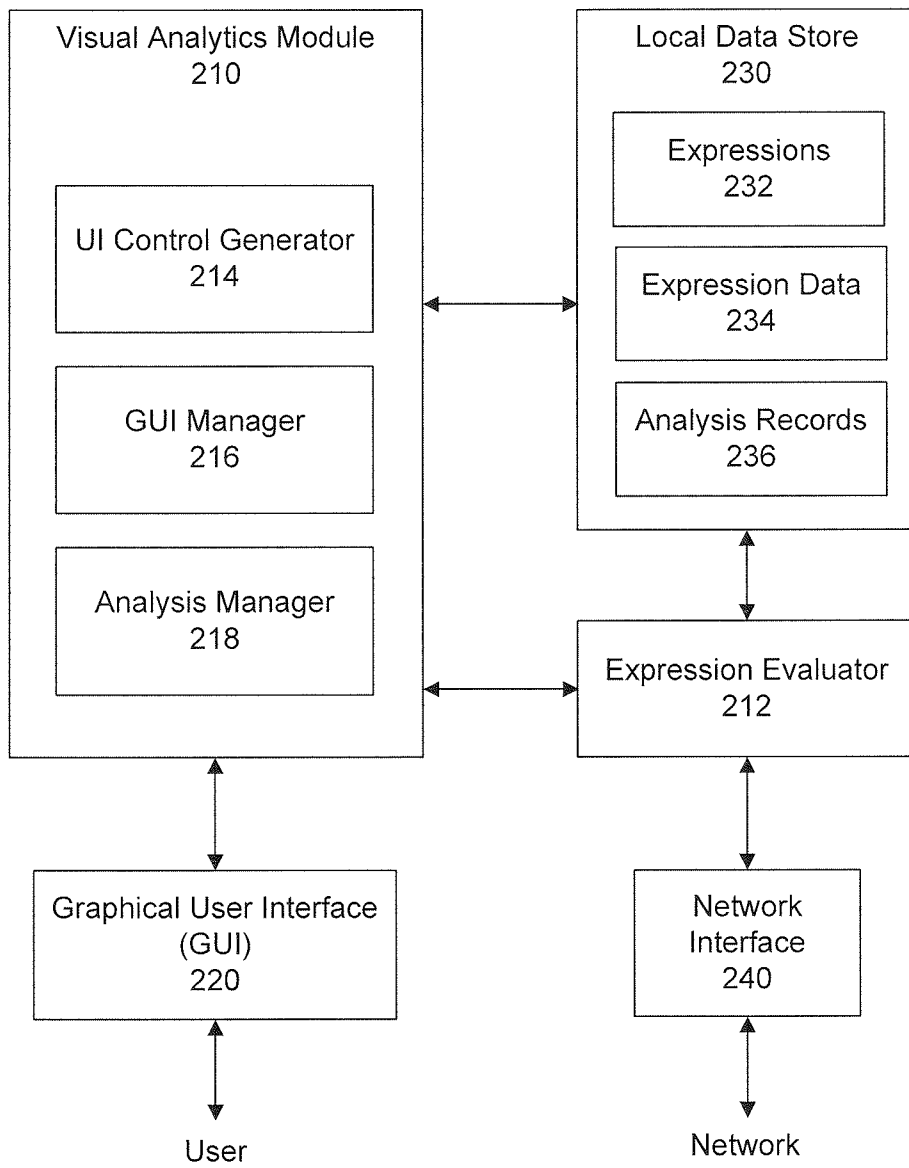 Visual Analytics Module
210
UI Control Generator
214
GUI Manager
216
Analysis Manager
218
Local Data Store
230
Expressions
232
Expression Data
234
Analysis Records
236
Expression Evaluator
212
Graphical User Interface
(GUI)
220
Network
Interface
240
User
Network